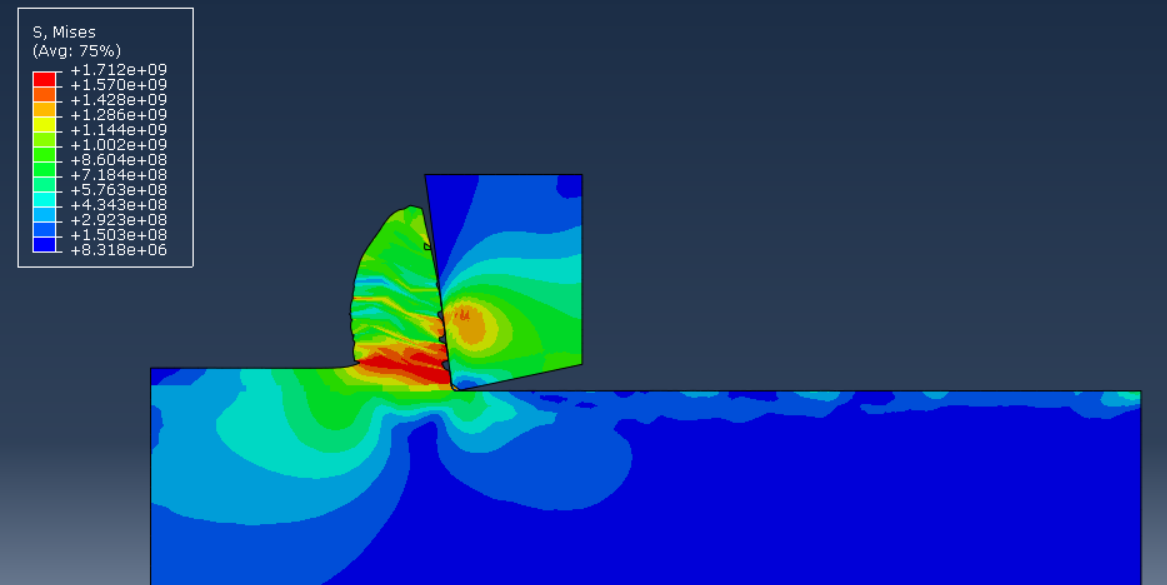 S, Mises
(Avg: 75%)
+1.712e+09
+1.570e+09
+1.428e+09
+1.286e+09
+1.144e+09
+1.002e+09
+8.604e+08
+7.184e+08
+5.763e+08
+4.343e+08
+2.923e+08
+1.503e+08
+8.318e+06